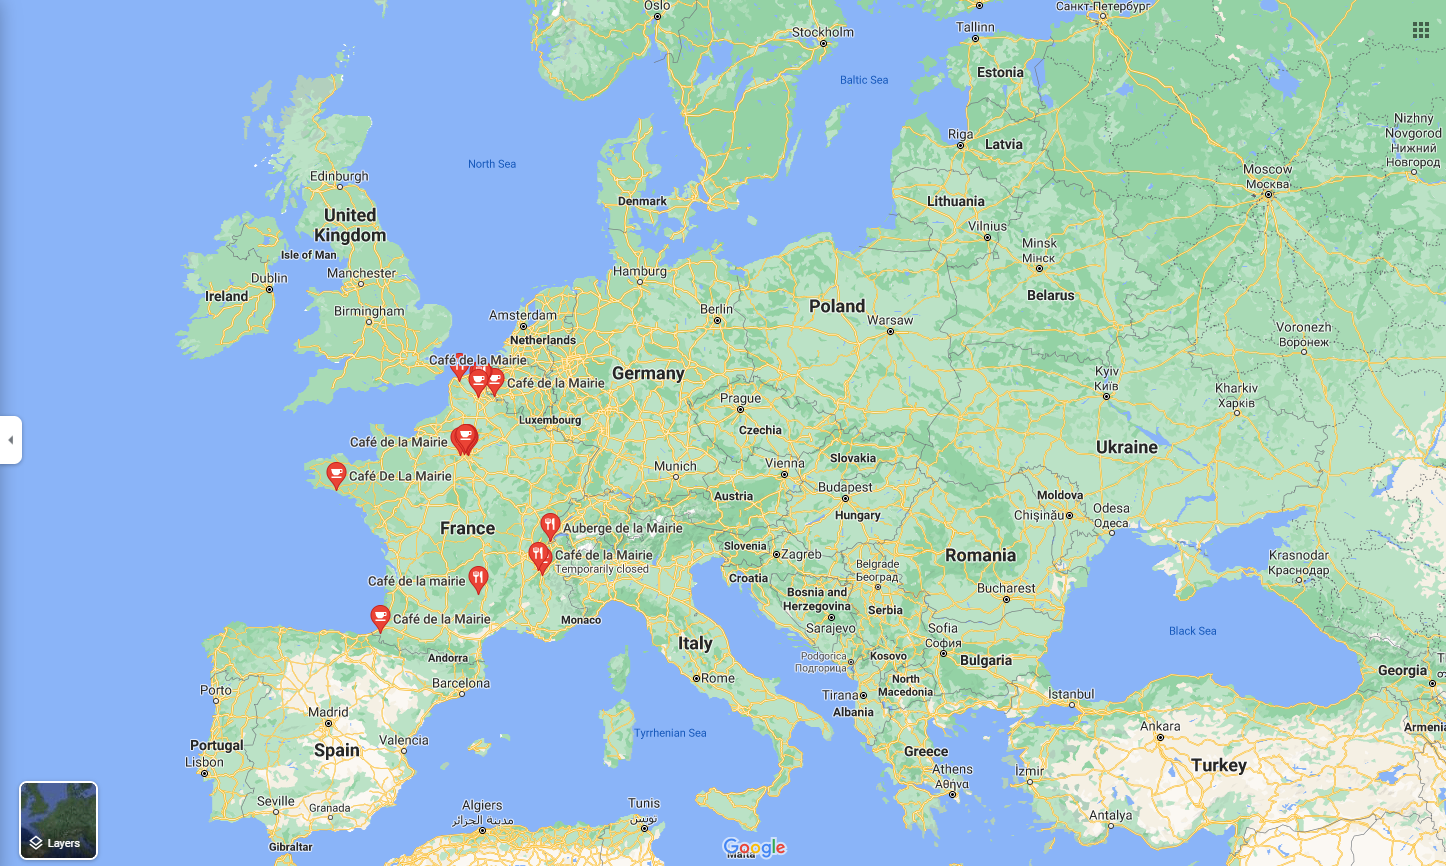 Oslo
Санкт-Петербург
Stockholm
Tallinn
Estonia
Baltic Sea
Nizhny
Novgorod
Нижний
Новгород
Riga
Latvia
North Sea
Edinburgh
Moscow
Москва
Denmark
Lithuania
United
Kingdom
Vilnius
Minsk
Мінск
Isle of Man
Dublin
Manchester
Hamburg
Ireland
Belarus
Birmingham
Berlin
Poland
Warsaw
Amsterdam
Netherlands
Voronezh
Воронеж
Café de la Mairie
Germany
Café de la Mairie
Kyiv
Київ
Kharkiv
Харків
Prague
Luxembourg
Czechia
Café de la Mairie
Ukraine
Slovakia
Munich
Vienna
Café De La Mairie
Budapest
Austria
Moldova
Chișinău
Odesa
Одеса
Hungary
France
Auberge de la Mairie
Slovenia
Zagreb
Café de la Mairie
Temporarily closed
Romania
Krasnodar
Краснодар
Belgrade
Београд
Croatia
Café de la mairie
Bosnia and
Herzegovina
Bucharest
Serbia
Café de la Mairie
Monaco
Sarajevo
Sofia
София
Black Sea
Italy
Andorra
Podgorica
Подгорица
Kosovo
Bulgaria
Georgia
Barcelona
Rome
North
Macedonia
Porto
Tirana
İstanbul
Madrid
Albania
Ankara
Armenia
Tyrrhenian Sea
Portugal
Spain
Valencia
Greece
Lisbon
Turkey
Athens
Αθήνα
İzmir
Seville
Granada
Algiers
مدينة الجزائر
Tunis
تونس
Antalya
Layers
Gibraltar
Google
Malta